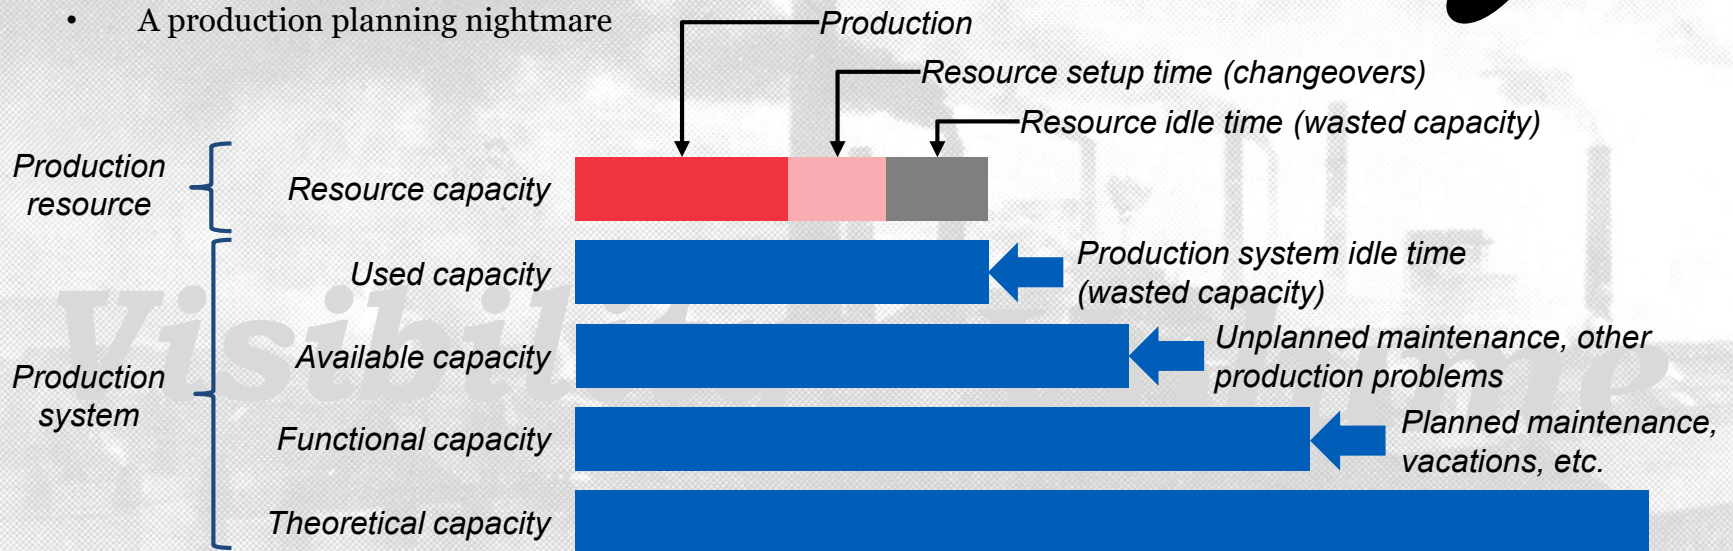 • A production planning nightmare
Production
Resource setup time (changeovers)
Resource idle time (wasted capacity)
Production
resource
Resource capacity
Used capacity
Production system idle time
(wasted capacity)
Available capacity
Unplanned maintenance, other
production problems
Production
system
Functional capacity
Planned maintenance,
vacations, etc.
Theoretical capacity